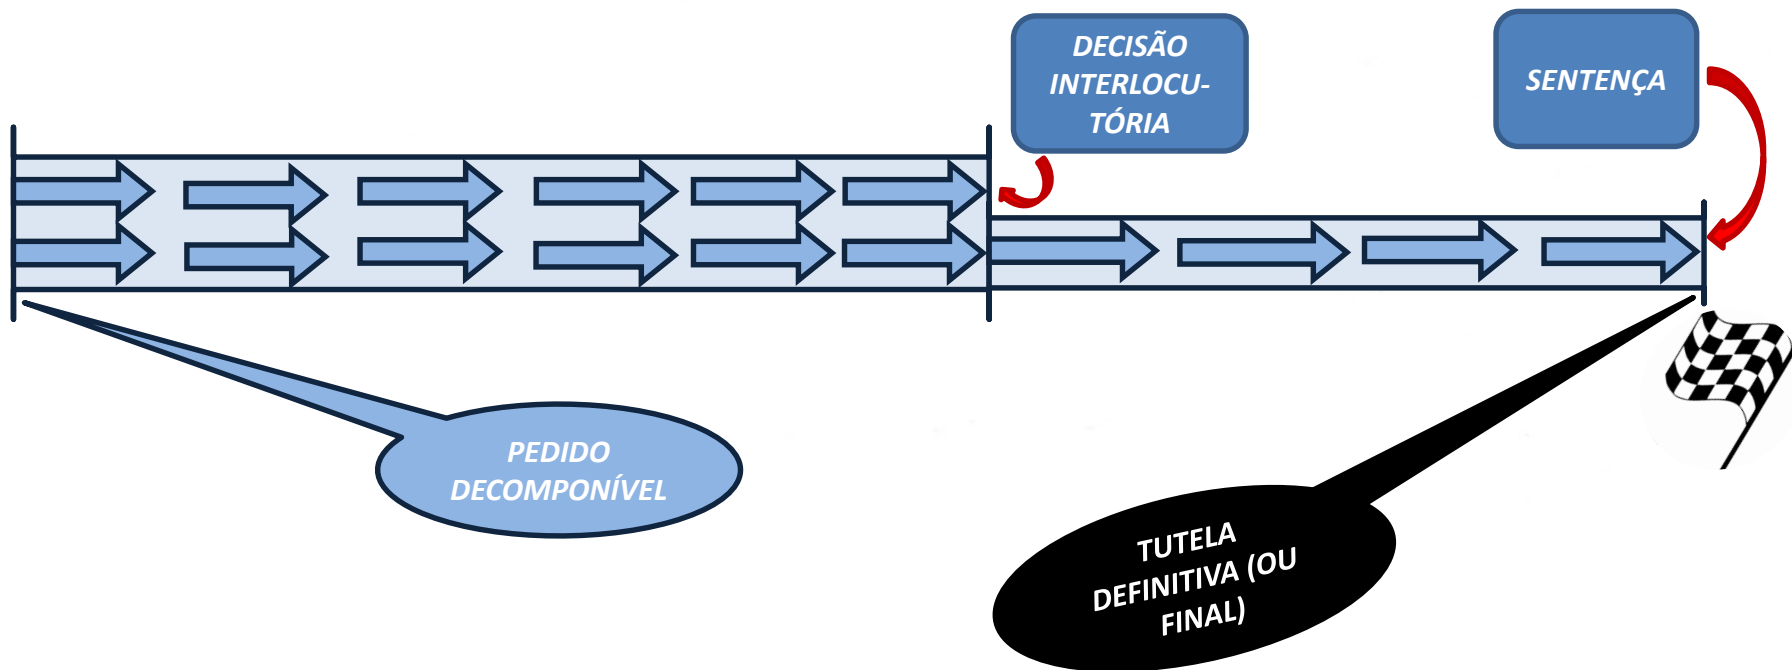 DECISÃO
INTERLOCU-
TÓRIA
SENTENÇA
PEDIDO
DECOMPONÍVEL
TUTELA
DEFINITIVA (OU
FINAL)